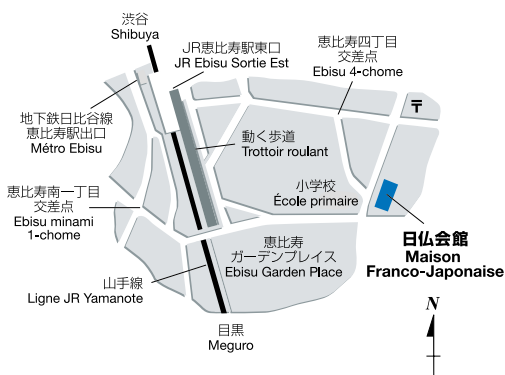 渋谷
Shibuya
JR恵比寿駅東口
JR Ebisu Sortie Est
恵比寿四丁目
交差点
Ebisu 4-chome
〒
地下鉄日比谷線
恵比寿駅出口
Métro Ebisu
動く歩道
Trottoir roulant
小学校
École primaire
恵比寿南一丁目
交差点
Ebisu minami
1-chome
日仏会館
Maison
Franco-Japonaise
恵比寿
ガーデンプレイス
Ebisu Garden Place
山手線
Ligne JR Yamanote
目黒
Meguro
N